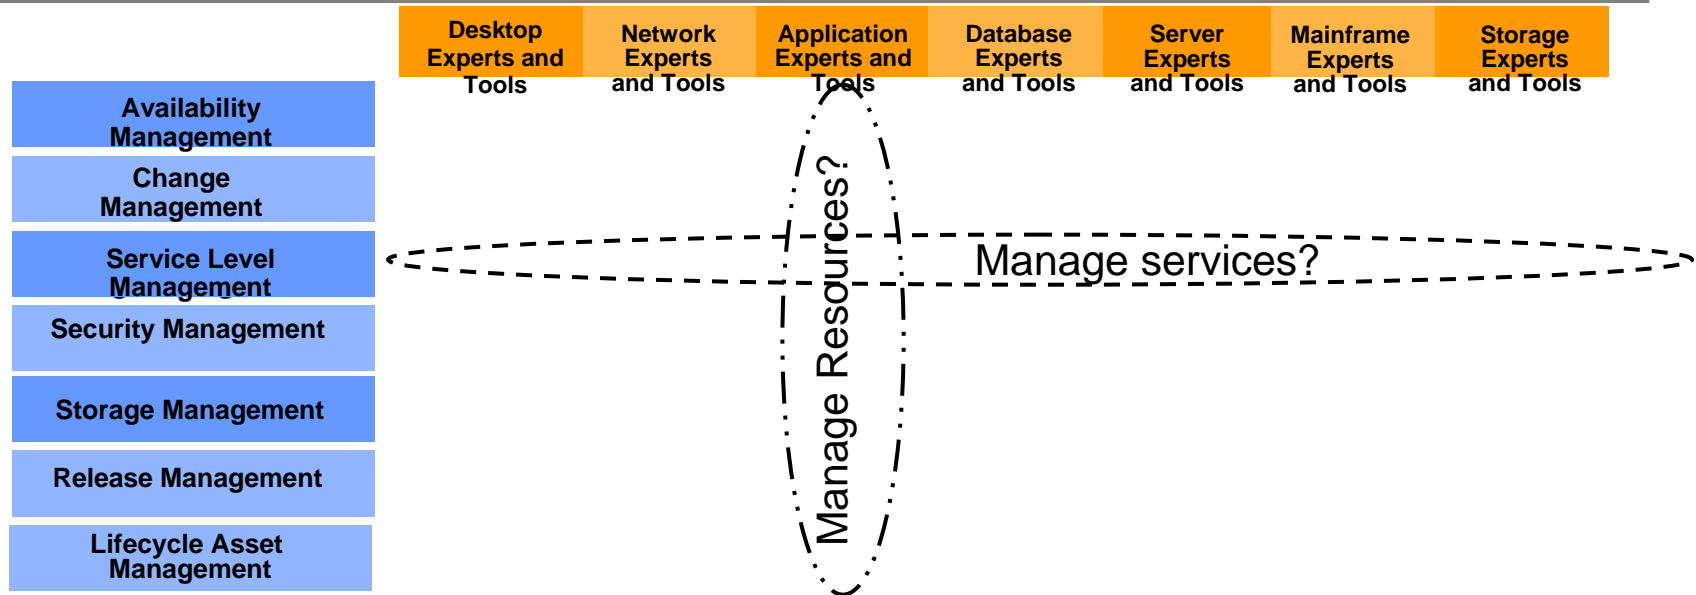 Desktop
Experts and
Tools
Network
Experts
and Tools
Application
Experts and
Tools
Database
Experts
and Tools
Server
Experts
and Tools
Mainframe
Experts
and Tools
Storage
Experts
and Tools
Availability
Management
Change
Management
Service Level
Management
Security Management
Storage Management
Release Management
Lifecycle Asset
Management
Manage Resources?
Manage services?